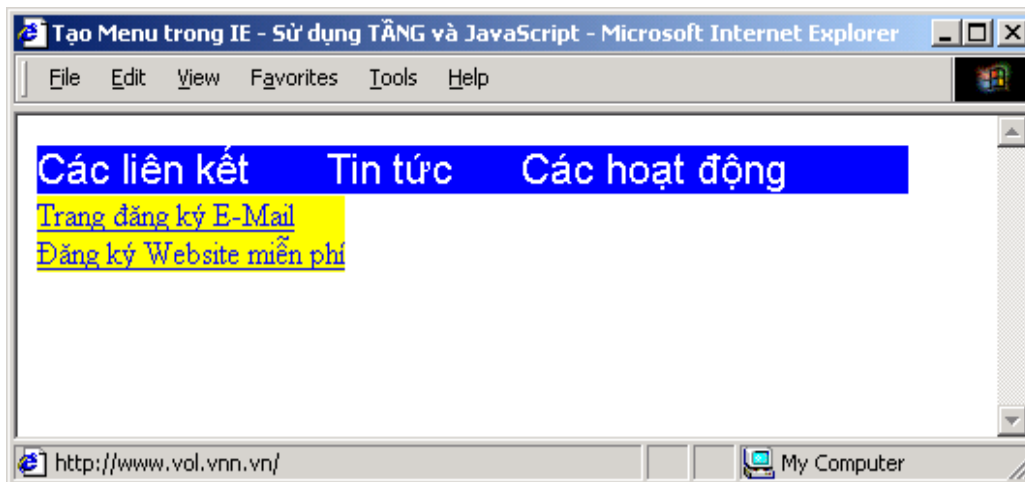 Tạo Menu trong IE - Sử dụng TẦNG và JavaScript - Microsoft Internet Explorer
File Edit View Favorites Tools Help
Các liên kết Tin tức Các hoạt động
Trang đăng ký E-Mail
Đăng ký Website miễn phí
http://www.vol.vnn.vn/ My Computer